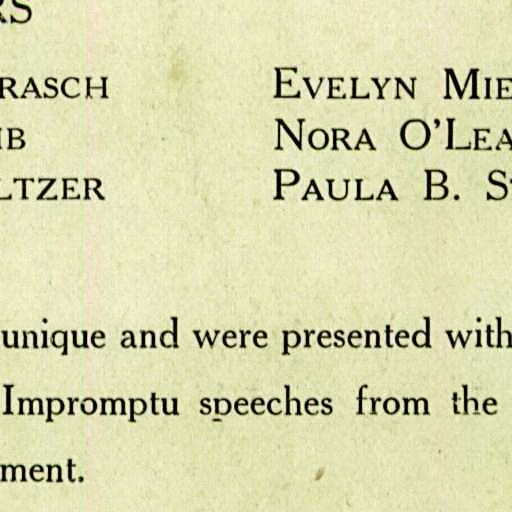 RS
RASCH EVELYN MIE
IB NORA O'LEA
LTZER PAULA B. S
unique and were presented with
Impromptu speeches from the
ment.